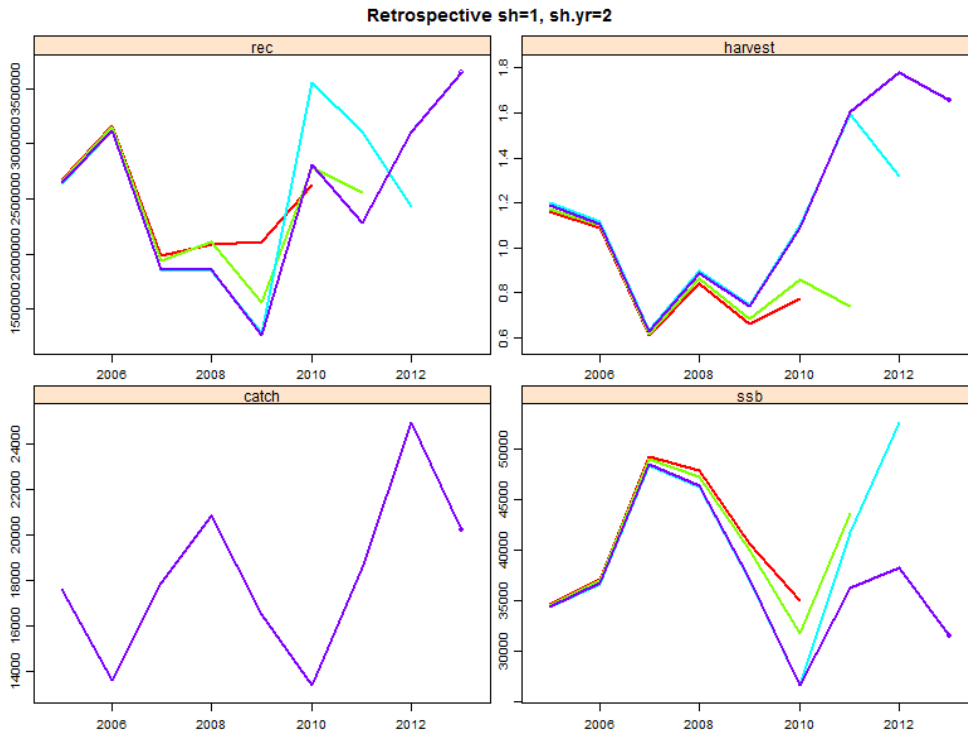 Retrospective sh=1, sh.yr=2
rec
harvest
1500000 2000000 2500000 3000000 3500000
0.6 0.8 1.0 1.2 1.4 1.6 1.8
2006 2008 2010 2012
2006 2008 2010 2012
catch
ssb
14000 16000 18000 20000 22000 24000
30000 35000 40000 45000 50000
2006 2008 2010 2012
2006 2008 2010 2012